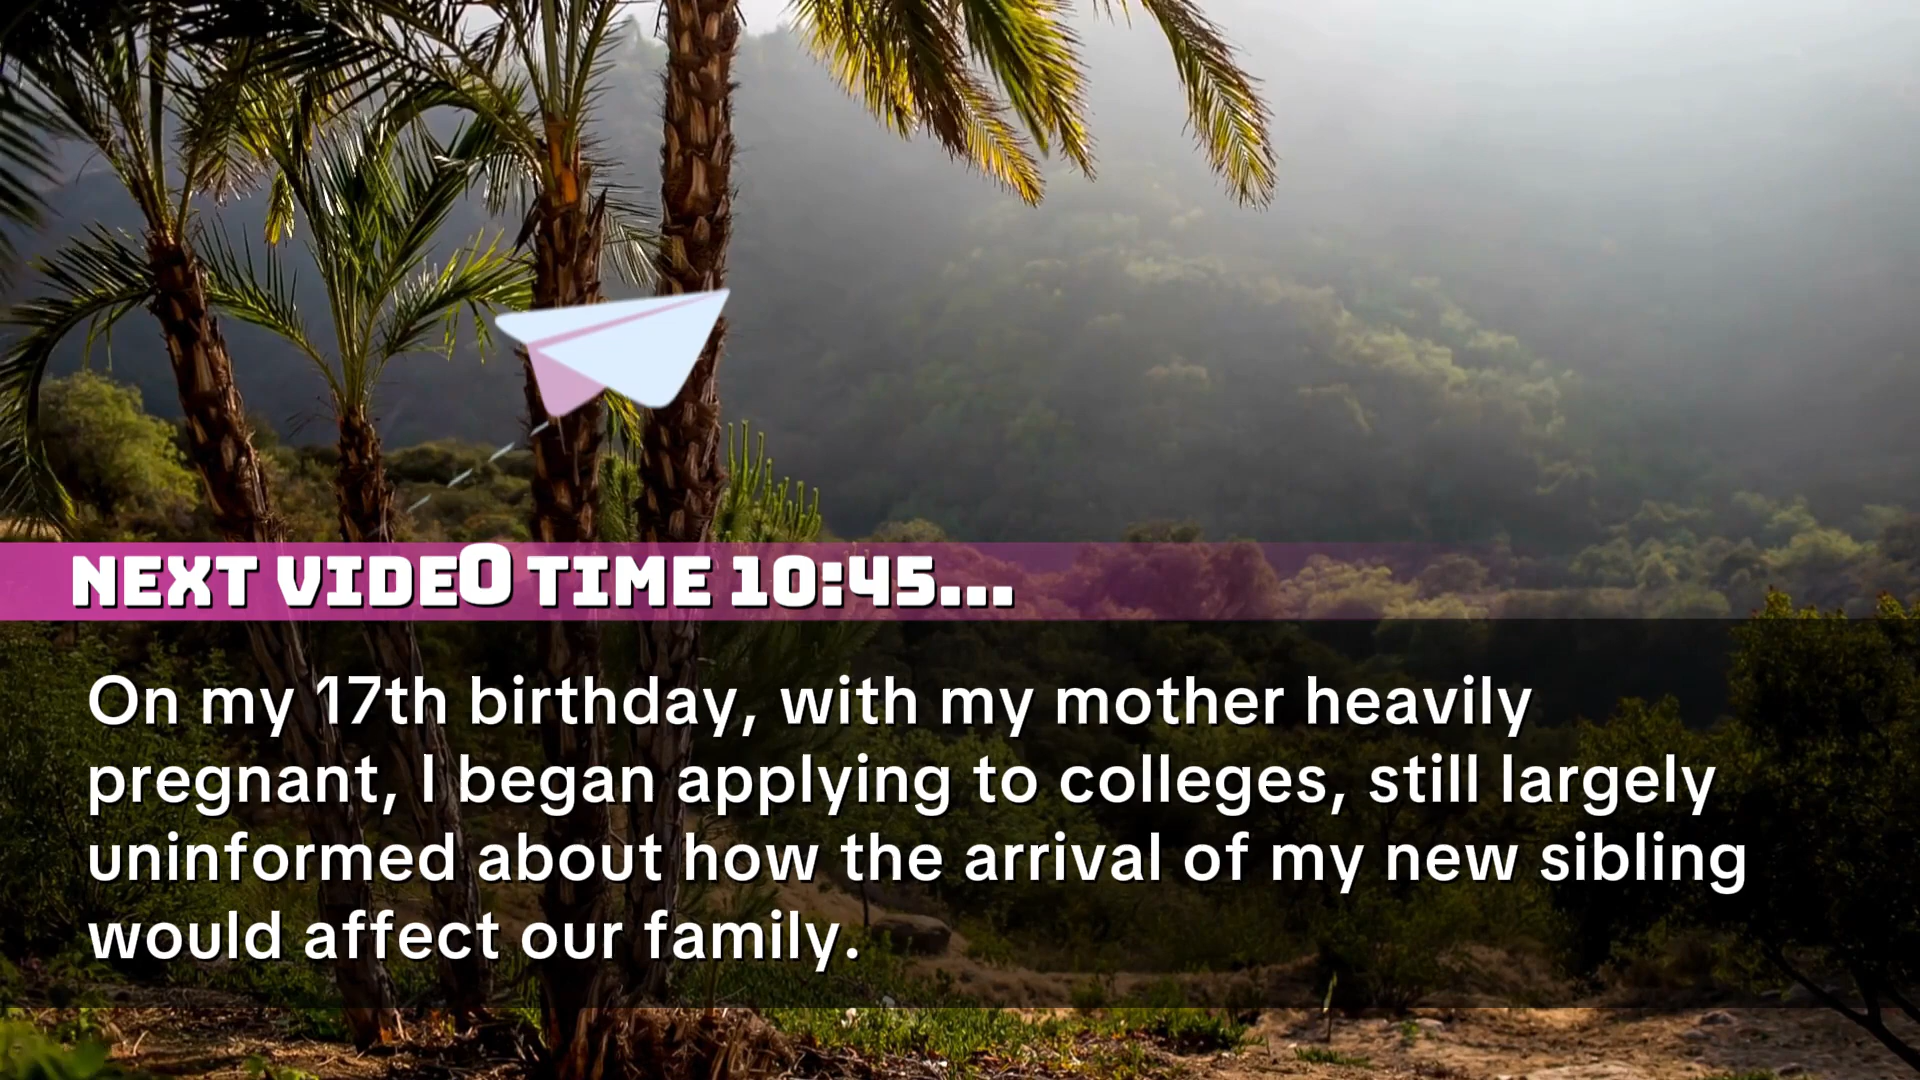 NEXT VIDEO TIME 10:45...
On my 17th birthday, with my mother heavily
pregnant, I began applying to colleges, still largely
uninformed about how the arrival of my new sibling
would affect our family.